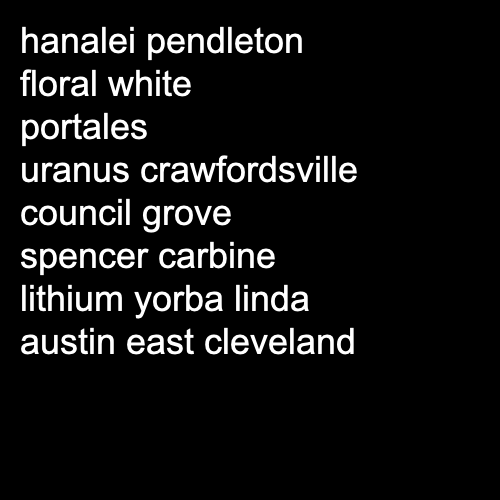 hanalei pendleton
floral white
portales
uranus crawfordsville
council grove
spencer carbine
lithium yorba linda
austin east cleveland